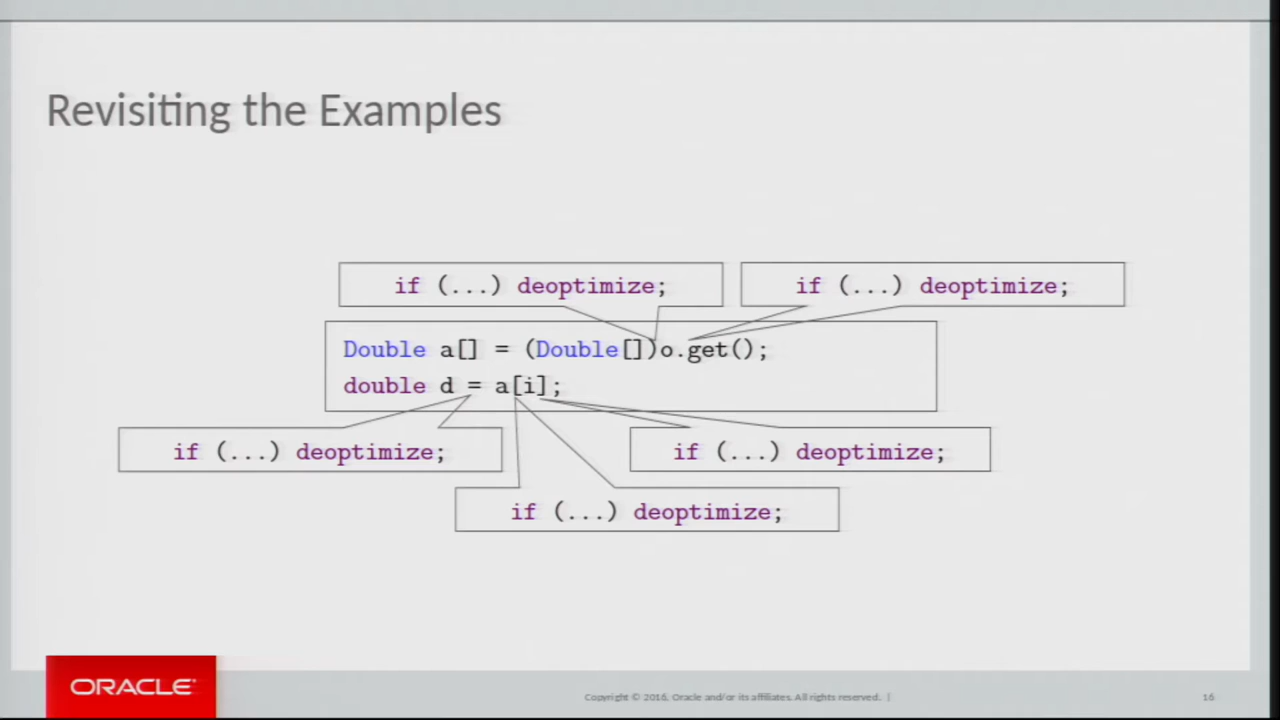 Revisiting the Examples
if (...) deoptimize;
if (...) deoptimize;
Double a[] = (Double[])o.get();
double d = a[i];
if (...) deoptimize;
if (...) deoptimize;
if (...) deoptimize;
ORACLE
Copyright © 2016, Oracle and/or its affiliates. All rights reserved. |
16